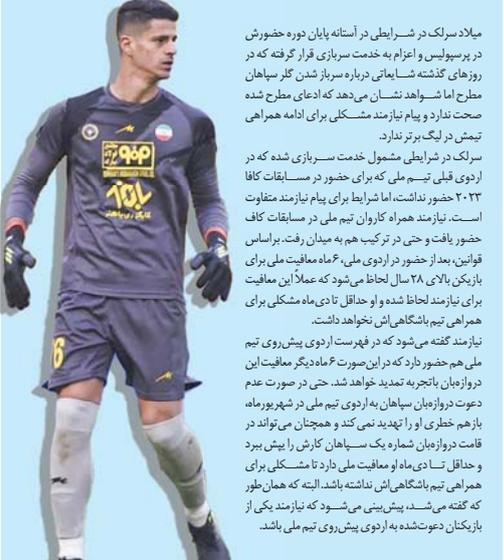 میلاد سرلک در شرایطی در آستانه پایان دوره حضورش
در پرسپولیس و اعزام به خدمت سربازی قرار گرفته که در
روزهای گذشته شایعاتی درباره سرباز شدن گلر سپاهان
مطرح اما شواهد نشان می‌دهد که ادعای مطرح شده
صحت ندارد و پیام نیازمند مشکلی برای ادامه همراهی
تیمش در لیگ برتر ندارد.
سرلک در شرایطی مشمول خدمت سربازی شده که در
اردوی قبلی تیم ملی که برای حضور در مسابقات کافا
۲۰۲۳ حضور نداشت، اما شرایط برای پیام نیازمند متفاوت
است. نیازمند همراه کاروان تیم ملی در مسابقات کاف
حضور یافت و حتی در ترکیب هم به میدان رفت. براساس
قوانین، بعد از حضور در اردوی ملی، ۶ ماه معافیت ملی برای
بازیکن بالای ۲۸ سال لحاظ می‌شود که عملاً این معافیت
برای نیازمند لحاظ شده و او حداقل تا دی‌ماه مشکلی برای
همراهی تیم باشگاهی‌اش نخواهد داشت.
نیازمند گفته می‌شود که در فهرست اردوی پیش‌روی تیم
ملی هم حضور دارد که در این‌صورت ۶ ماه دیگر معافیت این
دروازه‌بان باتجربه تمدید خواهد شد. حتی در صورت عدم
دعوت دروازه‌بان سپاهان به اردوی تیم ملی در شهریورماه،
باز هم خطری او را تهدید نمی‌کند و همچنان می‌تواند در
قامت دروازه‌بان شماره یک سپاهان کارش را پیش ببرد
و حداقل تا دی‌ماه او معافیت ملی دارد تا مشکلی برای
همراهی تیم باشگاهی‌اش نداشته باشد. البته که همان‌طور
که گفته می‌شد، پیش‌بینی می‌شود که نیازمند یکی از
بازیکنان دعوت‌شده به اردوی پیش‌روی تیم ملی باشد.
6